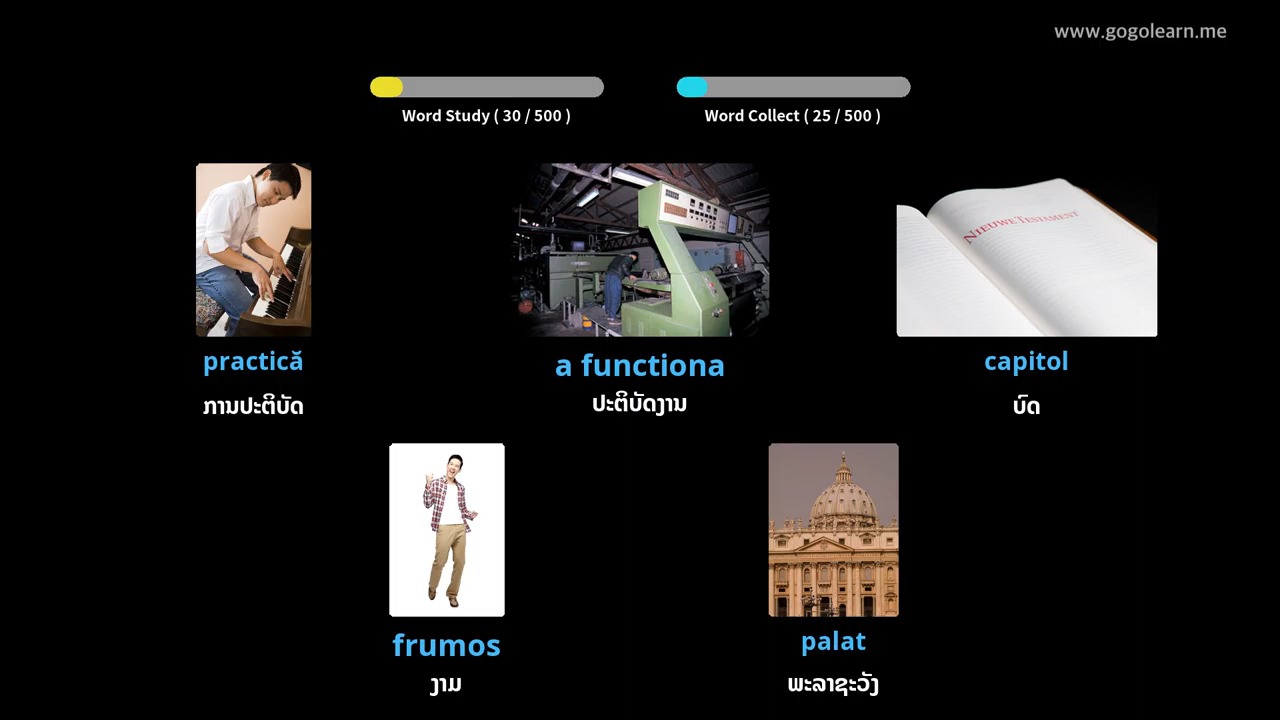 www.gogolearn.me
Word Study ( 30 / 500 )
Word Collect ( 25 / 500 )
NIEUWE TESTAMENT
practică
a functiona
capitol
ການປະຕິບັດ
ປະຕິບັດງານ
ບົດ
frumos
palat
ງາມ
ພະລາຊະວັງ